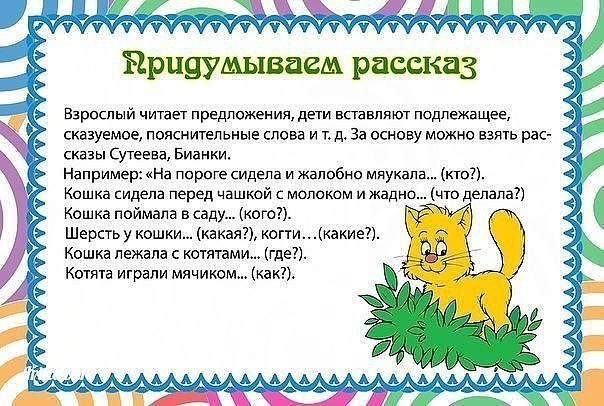 Придумываем рассказ
Взрослый читает предложения, дети вставляют подлежащее,
сказуемое, пояснительные слова и т. д. За основу можно взять рас-
сказы Сутеева, Бианки.
Например: «На пороге сидела и жалобно мяукала... (кто?).
Кошка сидела перед чашкой с молоком и жадно... (что делала?)
Кошка поймала в саду... (кого?).
Шерсть у кошки... (какая?), когти...(какие?).
Кошка лежала с котятами... (где?).
Котята играли мячиком... (как?).